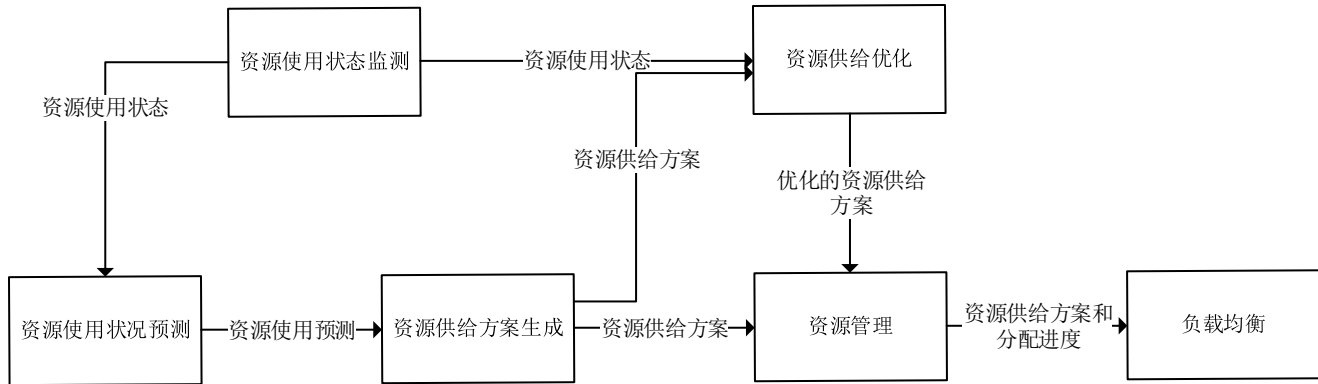 资源使用状态监测
资源使用状态
资源供给优化
资源使用状态
资源供给方案
优化的资源供给
方案
资源使用状况预测
资源使用预测
资源供给方案生成
资源供给方案
资源管理
资源供给方案和
分配进度
负载均衡